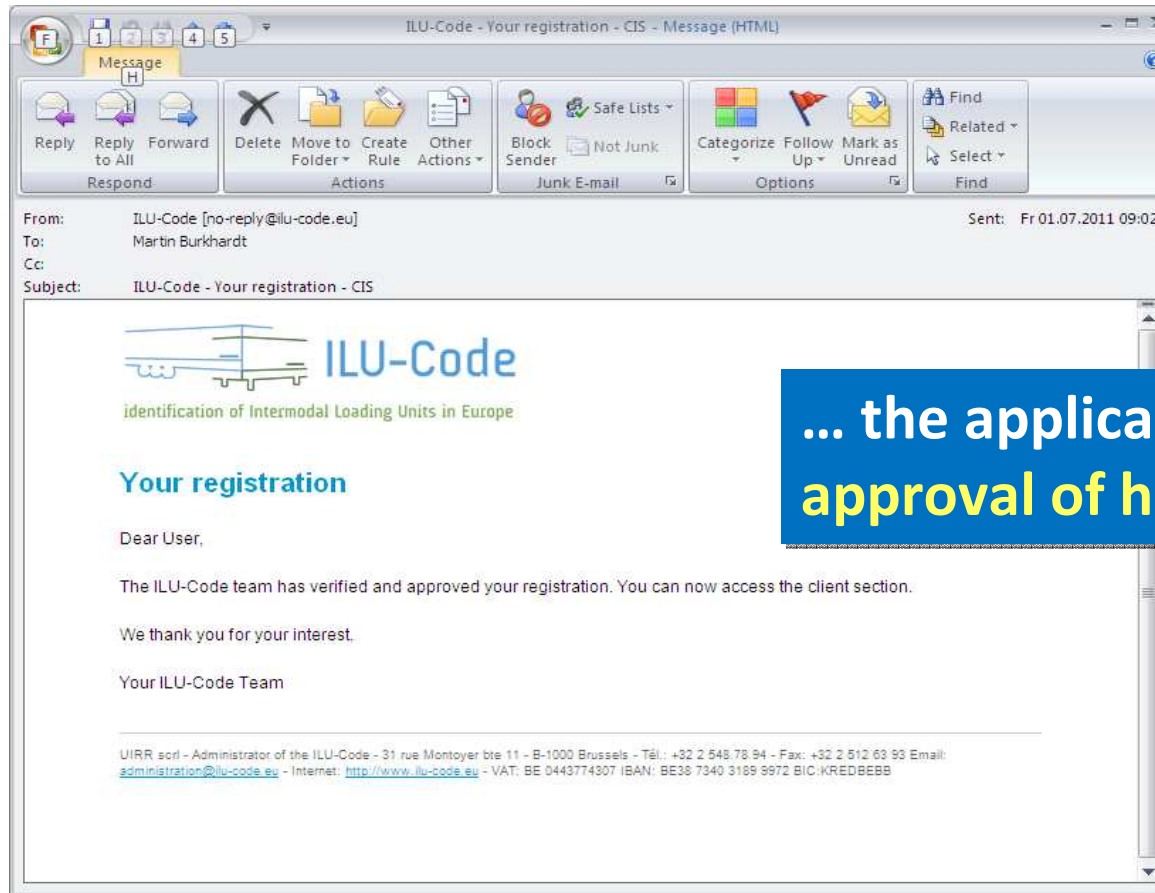 ILU-Code - Your registration - CIS - Message (HTML)
F 1 2 3 4 5
Message
H
Reply Reply to All Forward
Respond
Delete Move to Folder Create Rule Other Actions
Actions
Block Sender Safe Lists Not Junk
Junk E-mail
Categorize Follow Up Mark as Unread
Options
Find Related Select
Find
From: ILU-Code [no-reply@ilu-code.eu] Sent: Fr 01.07.2011 09:02
To: Martin Burkhardt
Cc:
Subject: ILU-Code - Your registration - CIS
ILU-Code
identification of Intermodal Loading Units in Europe
… the applica
approval of h
Your registration
Dear User,
The ILU-Code team has verified and approved your registration. You can now access the client section.
We thank you for your interest,
Your ILU-Code Team
UIRR scrl - Administrator of the ILU-Code - 31 rue Montoyer bte 11 - B-1000 Brussels - Tél.: +32 2 548 78 94 - Fax: +32 2 512 63 93 Email:
administration@ilu-code.eu - Internet: http://www.ilu-code.eu - VAT: BE 0443774307 IBAN: BE38 7340 3189 9972 BIC:KREDBEBB